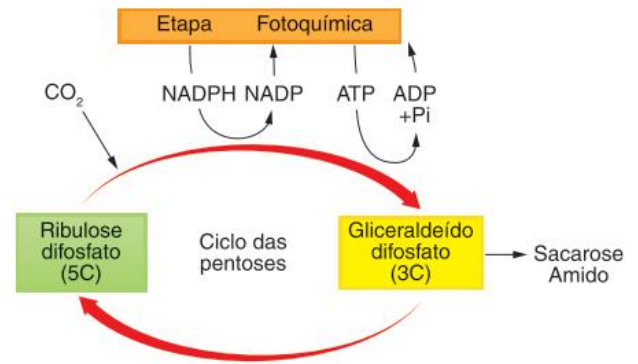 Etapa Fotoquímica
CO₂
NADPH NADP ATP ADP
+Pi
Ribulose
difosfato
(5C)
Ciclo das
pentoses
Gliceraldeído
difosfato
(3C)
Sacarose
Amido